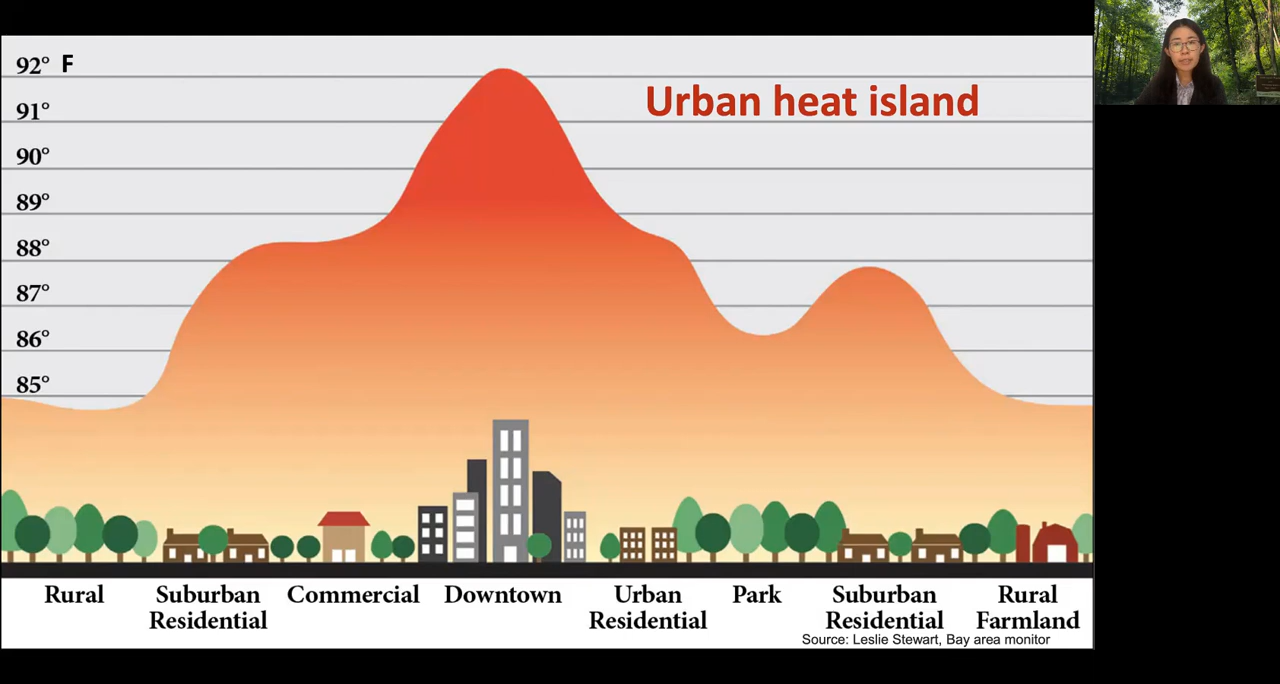 92° F
Urban heat island
91°
90°
89°
88°
87°
86°
85°
Rural
Suburban
Residential
Commercial
Downtown
Urban
Residential
Park
Suburban
Residential
Rural
Farmland
Source: Leslie Stewart, Bay area monitor